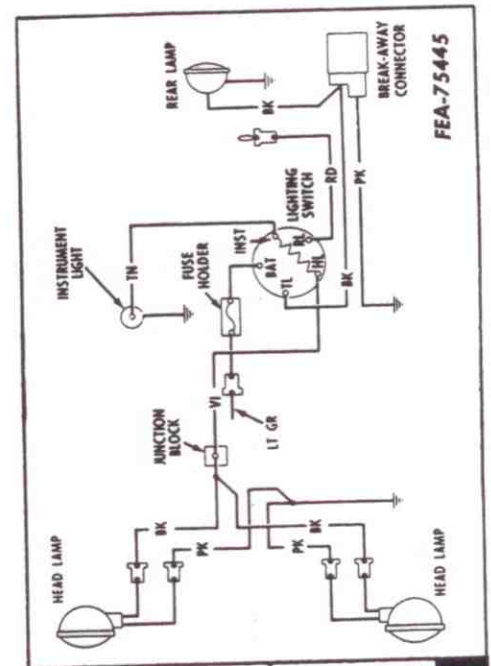 REAR LAMP
BK
BREAK-AWAY
CONNECTOR
FEA-75445
RD
PK
LIGHTING
SWITCH
INSTRUMENT
LIGHT
TN
INST
RL
BAT
HL
TL
BK
FUSE
HOLDER
VI
LT GR
JUNCTION
BLOCK
HEAD LAMP
BK
PK
PK
BK
HEAD LAMP